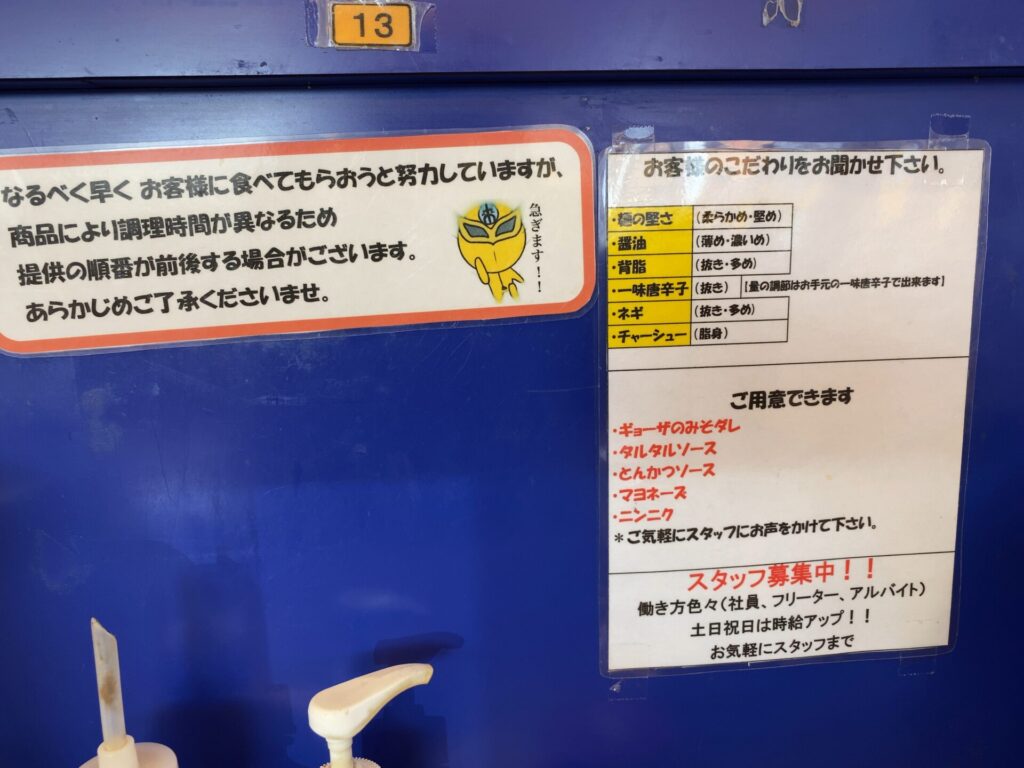 13
なるべく早く お客様に食べてもらおうと努力していますが、
商品により調理時間が異なるため
提供の順番が前後する場合がございます。
あらかじめご了承くださいませ。
急ぎます！！
お客様のこだわりをお聞かせ下さい。
・麺の堅さ （柔らかめ・堅め）
・醤油 （薄め・濃いめ）
・背脂 （抜き・多め）
・一味唐辛子 （抜き） 【量の調節はお手元の一味唐辛子で出来ます】
・ネギ （抜き・多め）
・チャーシュー （脂身）
ご用意できます
・ギョーザのみそダレ
・タルタルソース
・とんかつソース
・マヨネーズ
・ニンニク
＊ご気軽にスタッフにお声をかけて下さい。
スタッフ募集中！！
働き方色々（社員、フリーター、アルバイト）
土日祝日は時給アップ！！
お気軽にスタッフまで